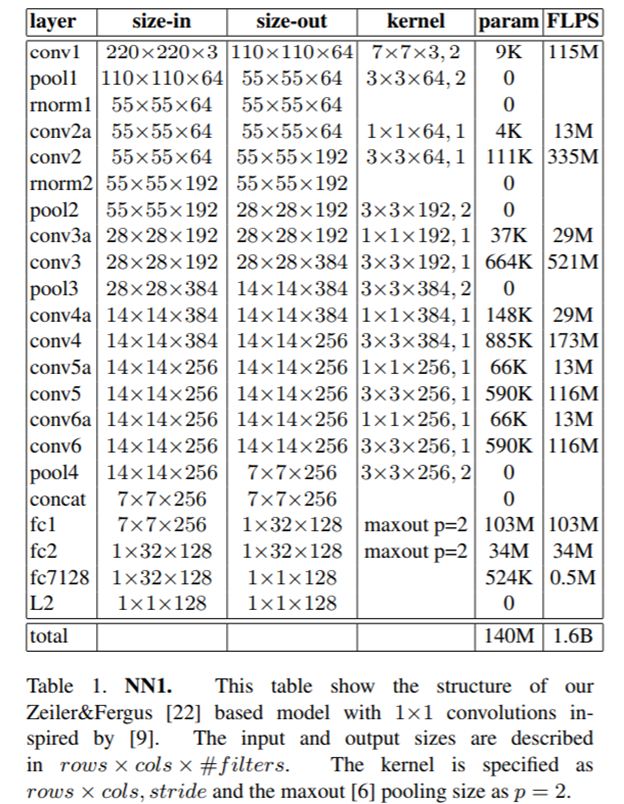 layer size-in size-out kernel param FLPS
conv1 220×220×3 110×110×64 7×7×3, 2 9K 115M
pool1 110×110×64 55×55×64 3×3×64, 2 0
rnorm1 55×55×64 55×55×64 0
conv2a 55×55×64 55×55×64 1×1×64, 1 4K 13M
conv2 55×55×64 55×55×192 3×3×64, 1 111K 335M
rnorm2 55×55×192 55×55×192 0
pool2 55×55×192 28×28×192 3×3×192, 2 0
conv3a 28×28×192 28×28×192 1×1×192, 1 37K 29M
conv3 28×28×192 28×28×384 3×3×192, 1 664K 521M
pool3 28×28×384 14×14×384 3×3×384, 2 0
conv4a 14×14×384 14×14×384 1×1×384, 1 148K 29M
conv4 14×14×384 14×14×256 3×3×384, 1 885K 173M
conv5a 14×14×256 14×14×256 1×1×256, 1 66K 13M
conv5 14×14×256 14×14×256 3×3×256, 1 590K 116M
conv6a 14×14×256 14×14×256 1×1×256, 1 66K 13M
conv6 14×14×256 14×14×256 3×3×256, 1 590K 116M
pool4 14×14×256 7×7×256 3×3×256, 2 0
concat 7×7×256 7×7×256 0
fc1 7×7×256 1×32×128 maxout p=2 103M 103M
fc2 1×32×128 1×32×128 maxout p=2 34M 34M
fc7128 1×32×128 1×1×128 524K 0.5M
L2 1×1×128 1×1×128 0
total 140M 1.6B
Table 1. NN1. This table show the structure of our
Zeiler&Fergus [22] based model with 1×1 convolutions in-
spired by [9]. The input and output sizes are described
in rows × cols × #filters. The kernel is specified as
rows × cols, stride and the maxout [6] pooling size as p = 2.